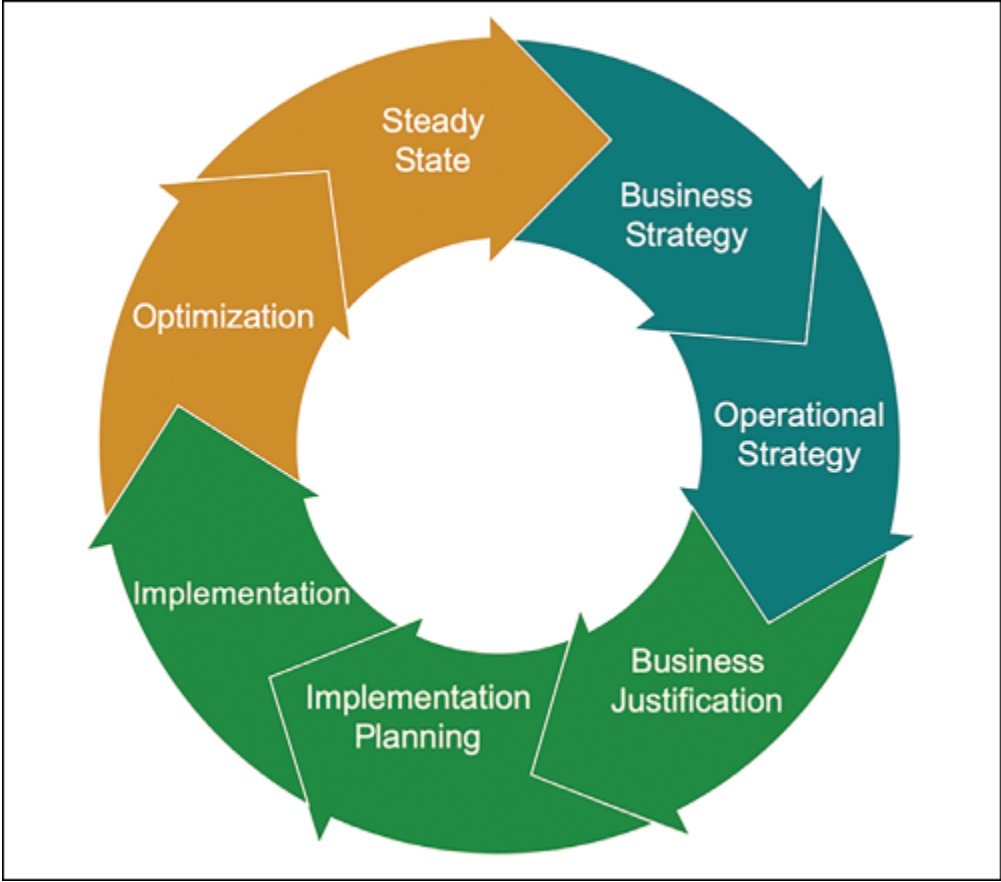 Steady
State
Business
Strategy
Operational
Strategy
Business
Justification
Implementation
Planning
Implementation
Optimization